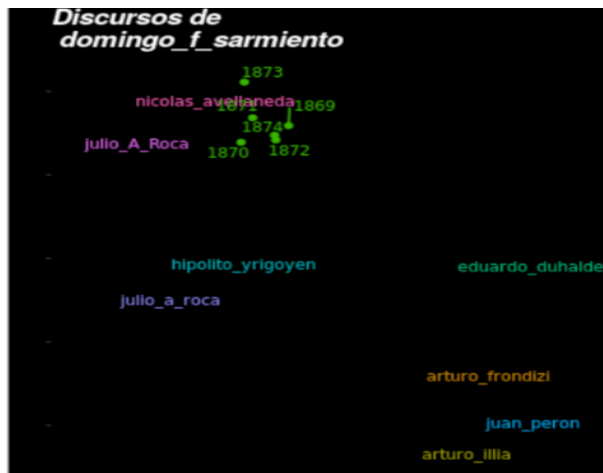 Discursos de
domingo_f_sarmiento
1873
nicolas_avellaneda
1871 1869
1874
julio_A_Roca
1870 1872
hipolito_yrigoyen eduardo_duhalde
julio_a_roca
arturo_frondizi
juan_peron
arturo_illia